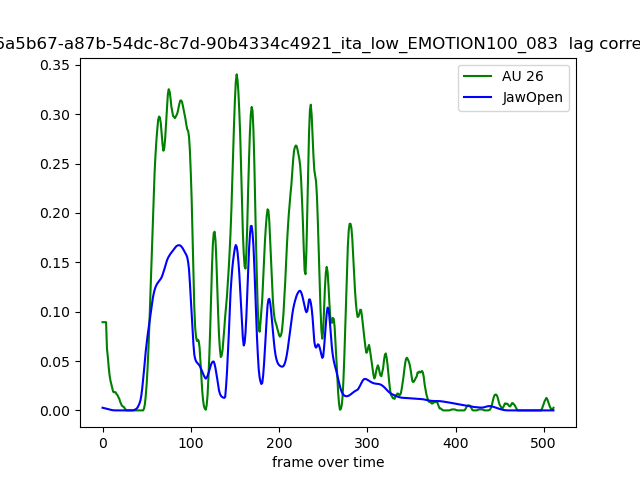 6a5b67-a87b-54dc-8c7d-90b4334c4921_ita_low_EMOTION100_083 lag corre
AU 26
JawOpen
0.35
0.30
0.25
0.20
0.15
0.10
0.05
0.00
0 100 200 300 400 500
frame over time